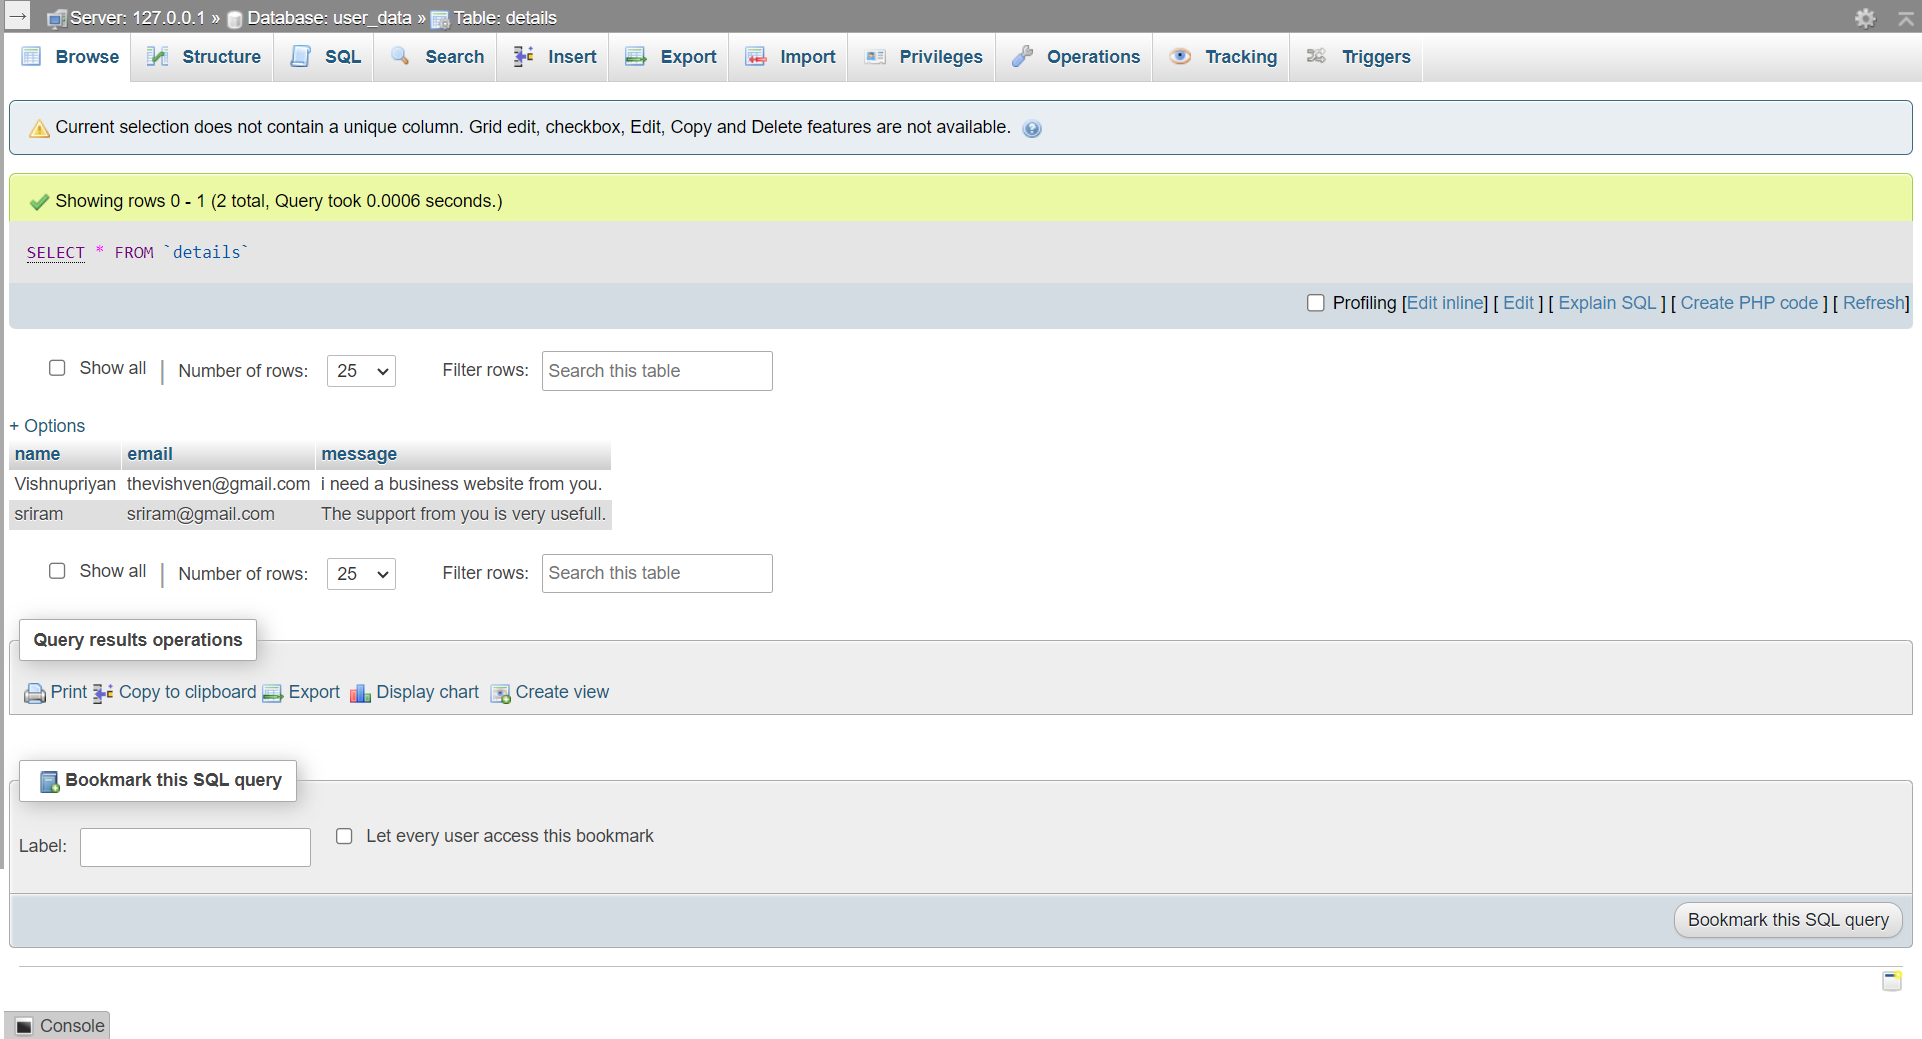 Server: 127.0.0.1 » Database: user_data » Table: details
Browse Structure SQL Search Insert Export Import Privileges Operations Tracking Triggers
Current selection does not contain a unique column. Grid edit, checkbox, Edit, Copy and Delete features are not available.
Showing rows 0 - 1 (2 total, Query took 0.0006 seconds.)
SELECT * FROM `details`
Profiling [Edit inline] [ Edit ] [ Explain SQL ] [ Create PHP code ] [ Refresh]
Show all | Number of rows: 25 Filter rows: Search this table
+ Options
name email message
Vishnupriyan thevishven@gmail.com i need a business website from you.
sriram sriram@gmail.com The support from you is very usefull.
Show all | Number of rows: 25 Filter rows: Search this table
Query results operations
Print Copy to clipboard Export Display chart Create view
Bookmark this SQL query
Label: Let every user access this bookmark
Bookmark this SQL query
Console